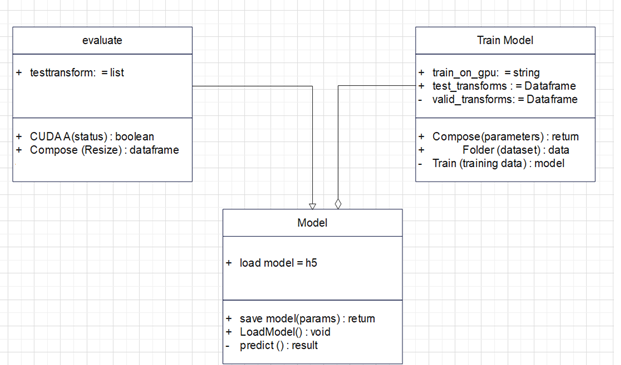 evaluate
+ testtransform: = list
+ CUDAA(status) : boolean
+ Compose (Resize) : dataframe
Train Model
+ train_on_gpu: = string
+ test_transforms : = Dataframe
- valid_transforms: = Dataframe
+ Compose(parameters) : return
+ Folder (dataset) : data
- Train (training data) : model
Model
+ load model = h5
+ save model(params) : return
+ LoadModel() : void
- predict () : result